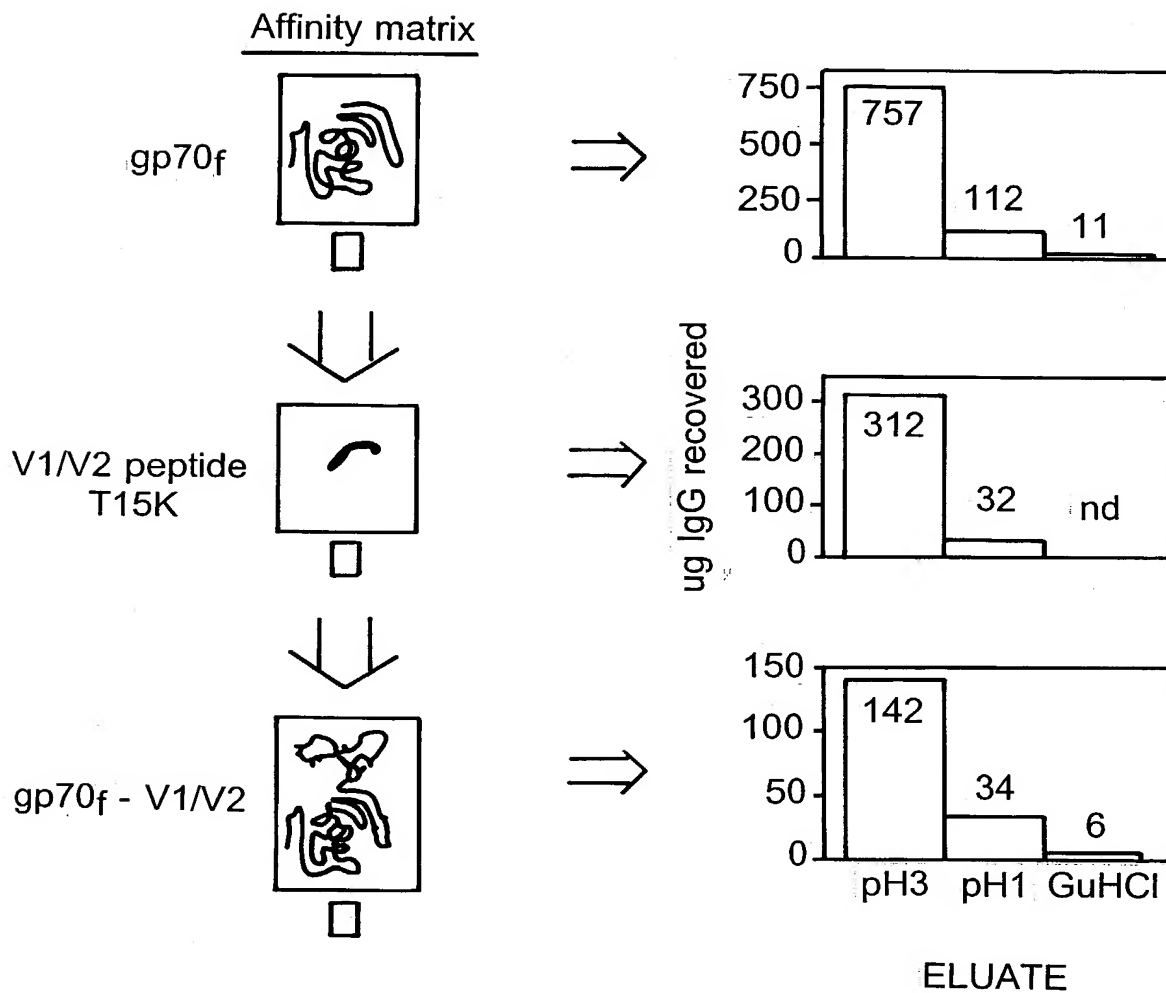 Affinity matrix
gp70f
750
500
250
0
757
112
11
V1/V2 peptide
T15K
ug IgG recovered
300
200
100
0
312
32
nd
gp70f - V1/V2
150
100
50
0
142
34
6
pH3 pH1 GuHCl
ELUATE